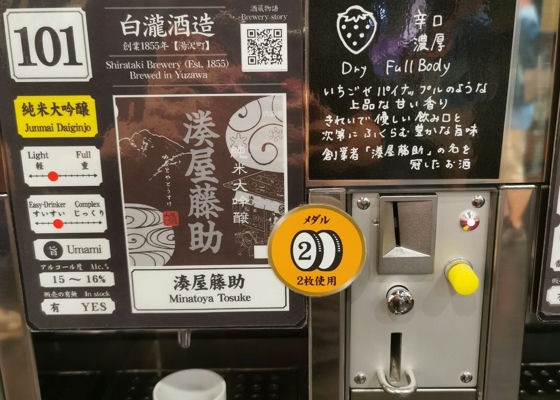 101
白瀧酒造
創業1855年【湯沢町】
Shirataki Brewery (Est. 1855)
Brewed in Yuzawa
酒蔵物語
Brewery story
純米大吟醸
Junmai Daiginjo
Light Full
軽 重
Easy-Drinker Complex
すいすい じっくり
旨 Umami
アルコール度 Alc.%
15 ～ 16%
販売の有無 In stock
有 YES
湊屋藤助
純米大吟醸
湊屋藤助
Minatoya Tosuke
メダル
2
2枚使用
辛口
濃厚
Dry Full Body
いちごやパイナップルのような
上品な甘い香り
きれいで優しい飲み口と
次第にふくらむ豊かな旨味
創業者「湊屋藤助」の名を
冠したお酒